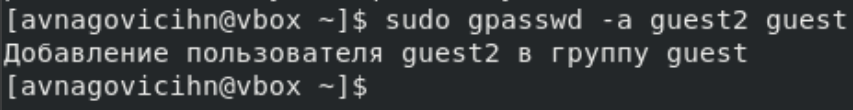 [avnagovicihn@vbox ~]$ sudo gpasswd -a guest2 guest
Добавление пользователя guest2 в группу guest
[avnagovicihn@vbox ~]$